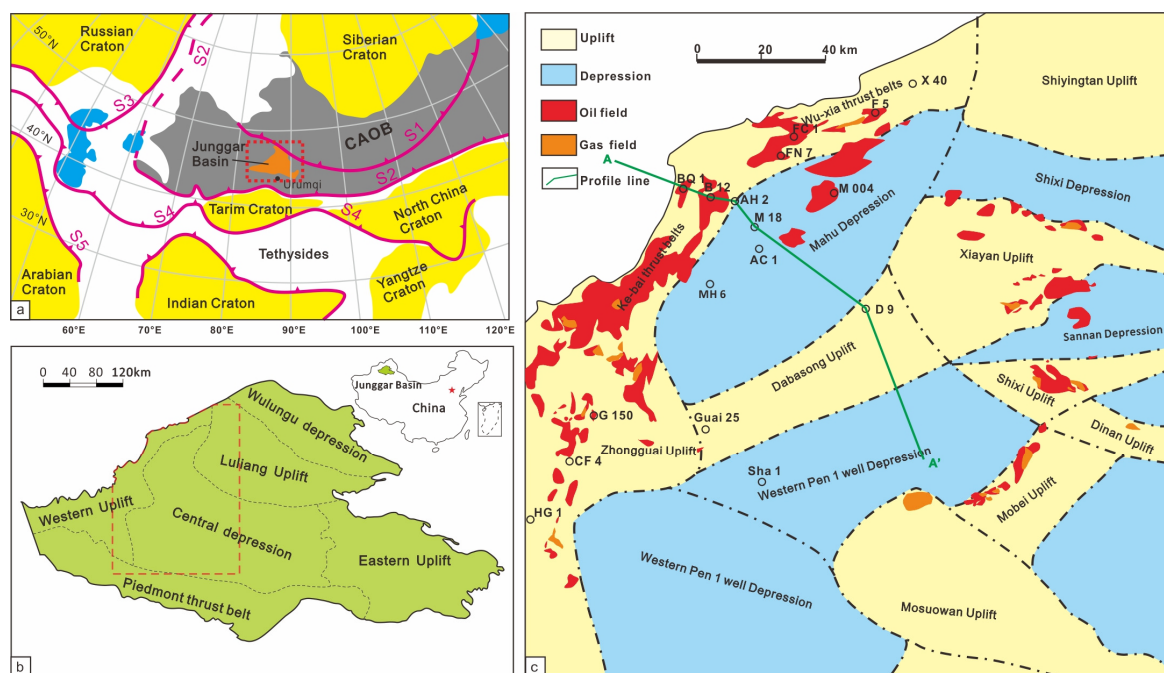 50°N
40°N
30°N
Russian
Craton
S2
Siberian
Craton
S3
S1
CAOB
Junggar
Basin
Urumqi
S2
S4
Tarim Craton
S4
North China
Craton
S5
Tethysides
Arabian
Craton
Indian Craton
Yangtze
Craton
a
60°E
70°E
80°E
90°E
100°E
110°E
120°E
0 40 80 120km
Junggar Basin
China
Wulungu depression
Luliang Uplift
Western Uplift
Central depression
Eastern Uplift
Piedmont thrust belt
b
Uplift
Depression
Oil field
Gas field
Profile line
0 20 40 km
X 40
Shiyingtan Uplift
Wu-xia thrust belts
F 5
FC 1
FN 7
A
BQ 1
B 12
AH 2
M 004
Shixi Depression
M 18
Mahu Depression
AC 1
Xiayan Uplift
Ke-bai thrust belts
MH 6
D 9
Sannan Depression
Dabasong Uplift
Shixi Uplift
G 150
Guai 25
Dinan Uplift
Zhongguai Uplift
CF 4
Sha 1
Western Pen 1 well Depression
A'
Mobei Uplift
HG 1
Western Pen 1 well Depression
Mosuowan Uplift
c